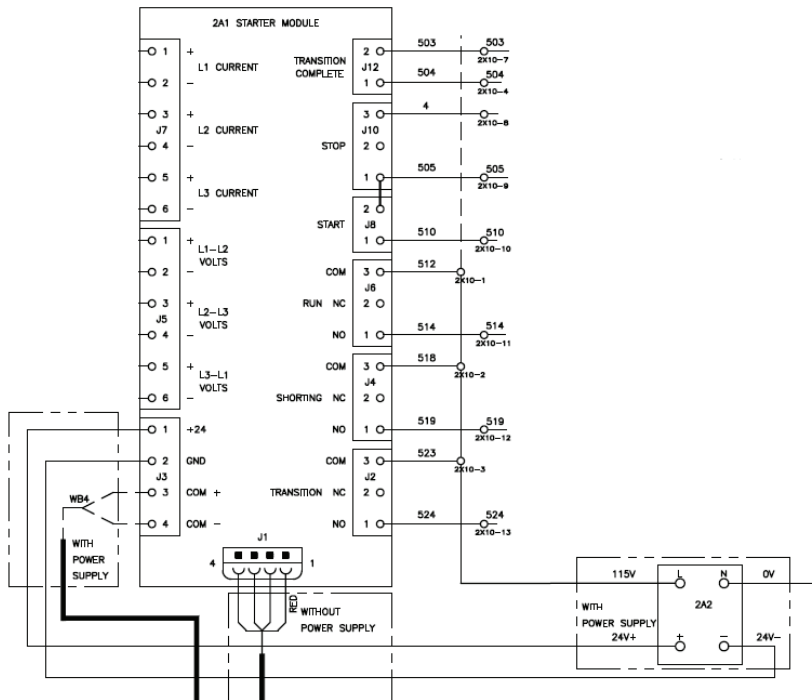 2A1 STARTER MODULE
1 + L1 CURRENT
2 -
3 + L2 CURRENT
J7
4 -
5 + L3 CURRENT
6 -
1 + L1-L2
VOLTS
2 -
3 + L2-L3
VOLTS
J5
4 -
5 + L3-L1
VOLTS
6 -
1 +24
2 GND
J3
3 COM +
4 COM -
WB4
WITH
POWER
SUPPLY
TRANSITION
COMPLETE
2 503 503
J12 2X10-7
1 504 504
2X10-4
3 4
J10 2X10-8
STOP 2
1 505 505
2X10-9
START 2
J8
1 510 510
2X10-10
COM 3 512
J6 2X10-1
RUN NC 2
NO 1 514 514
2X10-11
COM 3 518
J4 2X10-2
SHORTING NC 2
NO 1 519 519
2X10-12
COM 3 523
J2 2X10-3
TRANSITION NC 2
NO 1 524 524
2X10-13
J1
4 1
RED
WITHOUT
POWER SUPPLY
115V L N 0V
2A2
WITH
POWER SUPPLY
24V+ + - 24V-